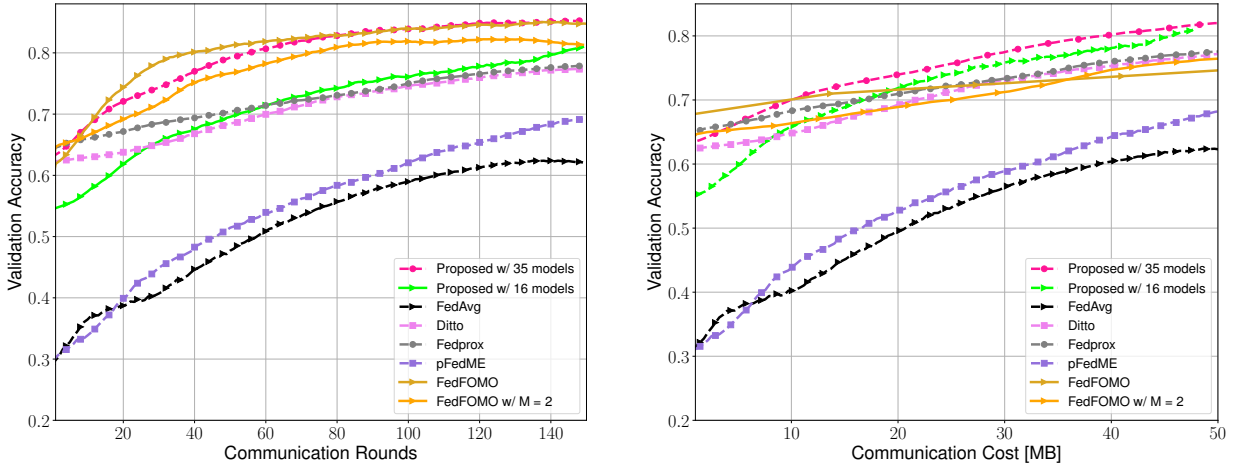 Validation Accuracy
0.8
0.7
0.6
0.5
0.4
0.3
0.2
20 40 60 80 100 120 140
Communication Rounds
Proposed w/ 35 models
Proposed w/ 16 models
FedAvg
Ditto
Fedprox
pFedME
FedFOMO
FedFOMO w/ M = 2
Validation Accuracy
0.8
0.7
0.6
0.5
0.4
0.3
0.2
10 20 30 40 50
Communication Cost [MB]
Proposed w/ 35 models
Proposed w/ 16 models
FedAvg
Ditto
Fedprox
pFedME
FedFOMO
FedFOMO w/ M = 2